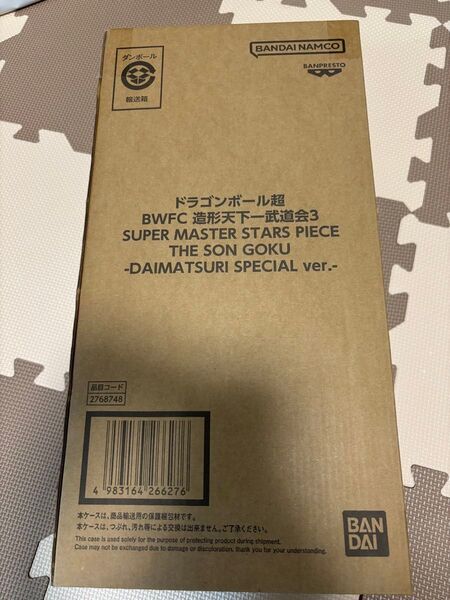 ダンボール
輸送箱
BANDAI NAMCO
BANPRESTO
ドラゴンボール超
BWFC 造形天下一武道会3
SUPER MASTER STARS PIECE
THE SON GOKU
-DAIMATSURI SPECIAL ver.-
品目コード
2768748
4 983164 266276
本ケースは、商品輸送用の保護梱包材です。
本ケースは、つぶれ、汚れ等による交換は出来ません。ご了承ください。
This case is used solely for the purpose of protecting product during shipment.
Case may not be exchanged due to damage or discoloration. thank you for your understanding.
BAN
DAI